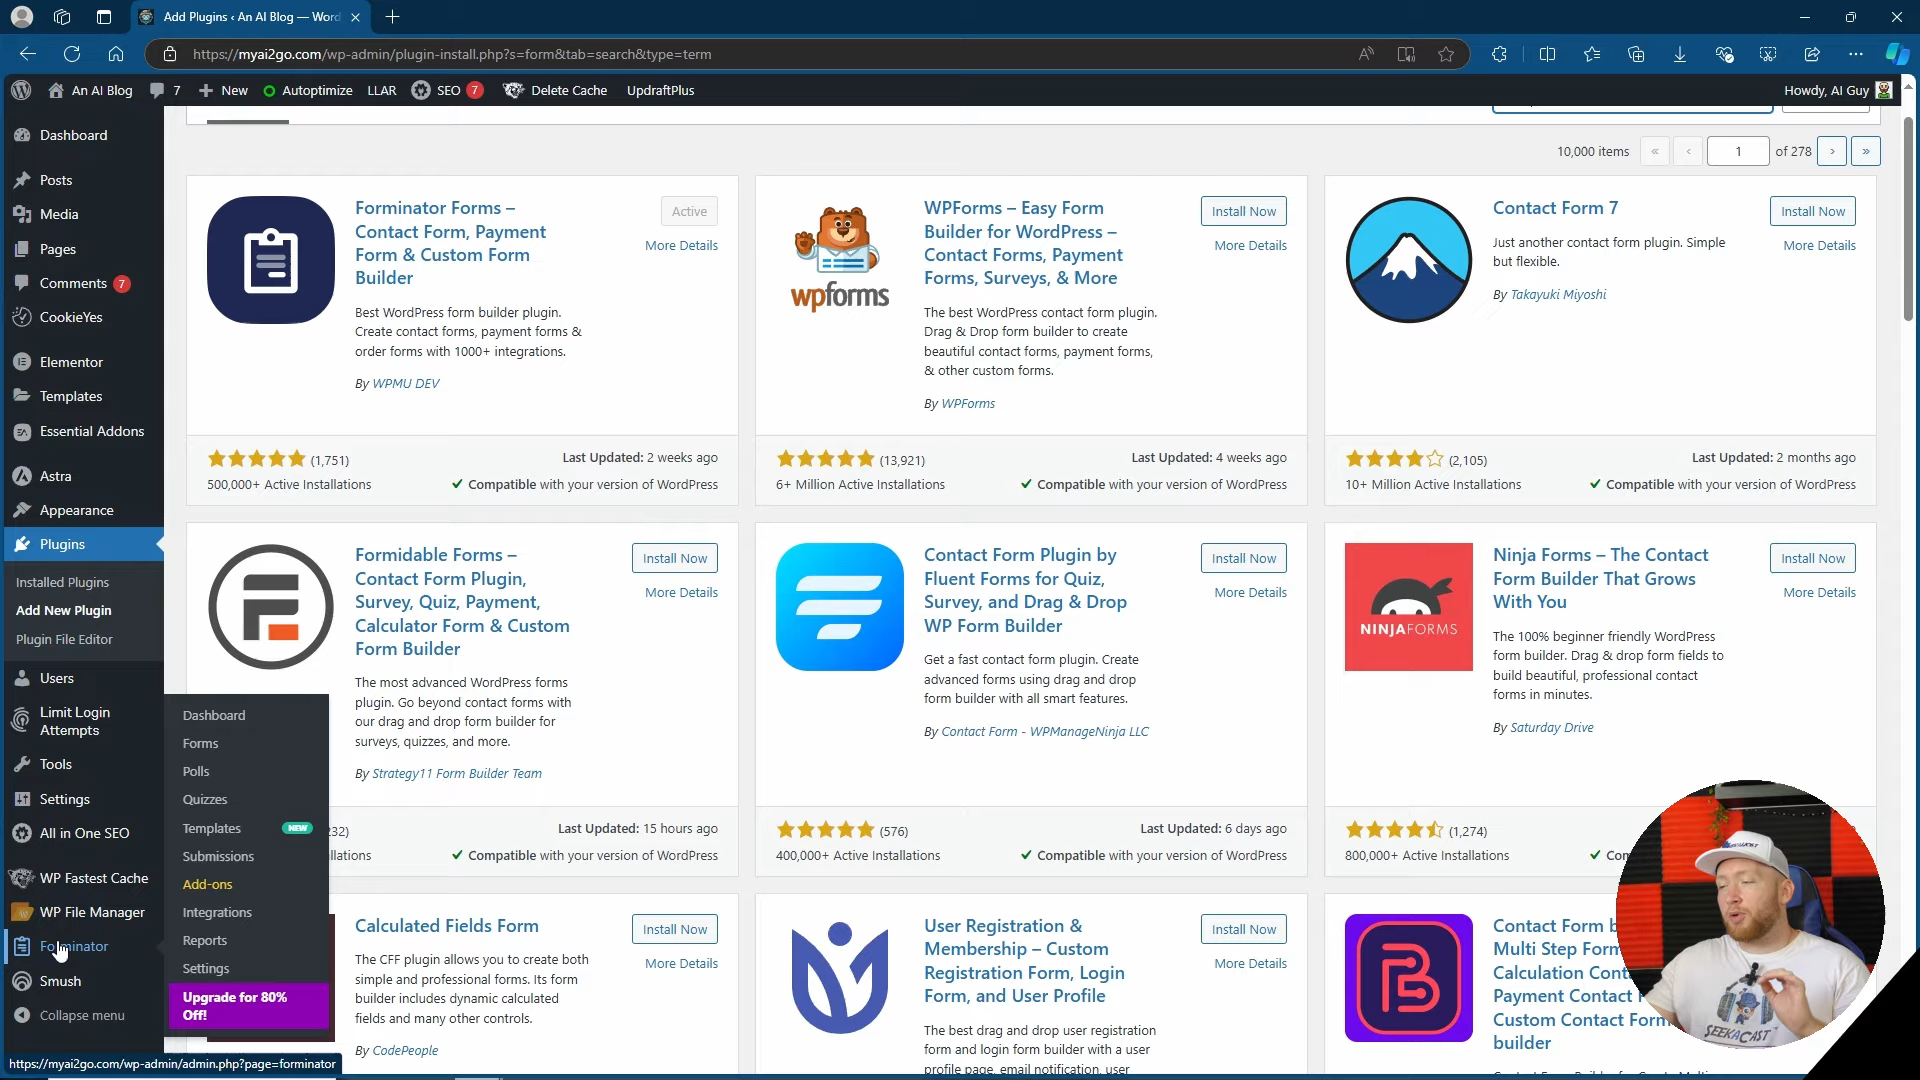 Add Plugins ‹ An AI Blog — Word
https://myai2go.com/wp-admin/plugin-install.php?s=form&tab=search&type=term
An AI Blog
7
New
Autoptimize
LLAR
SEO
7
Delete Cache
UpdraftPlus
Howdy, AI Guy
Dashboard
Posts
Media
Pages
Comments
7
CookieYes
Elementor
Templates
Essential Addons
Astra
Appearance
Plugins
Installed Plugins
Add New Plugin
Plugin File Editor
Users
Limit Login
Attempts
Tools
Settings
All in One SEO
WP Fastest Cache
WP File Manager
Forminator
Smush
Collapse menu
Dashboard
Forms
Polls
Quizzes
Templates
NEW
Submissions
Add-ons
Integrations
Reports
Settings
Upgrade for 80%
Off!
10,000 items
«
‹
1
of 278
›
»
Forminator Forms –
Contact Form, Payment
Form & Custom Form
Builder
Active
More Details
Best WordPress form builder plugin.
Create contact forms, payment forms &
order forms with 1000+ integrations.
By WPMU DEV
(1,751)
500,000+ Active Installations
Last Updated: 2 weeks ago
Compatible with your version of WordPress
wpforms
WPForms – Easy Form
Builder for WordPress –
Contact Forms, Payment
Forms, Surveys, & More
Install Now
More Details
The best WordPress contact form plugin.
Drag & Drop form builder to create
beautiful contact forms, payment forms,
& other custom forms.
By WPForms
(13,921)
6+ Million Active Installations
Last Updated: 4 weeks ago
Compatible with your version of WordPress
Contact Form 7
Install Now
More Details
Just another contact form plugin. Simple
but flexible.
By Takayuki Miyoshi
(2,105)
10+ Million Active Installations
Last Updated: 2 months ago
Compatible with your version of WordPress
Formidable Forms –
Contact Form Plugin,
Survey, Quiz, Payment,
Calculator Form & Custom
Form Builder
Install Now
More Details
The most advanced WordPress forms
plugin. Go beyond contact forms with
our drag and drop form builder for
surveys, quizzes, and more.
By Strategy11 Form Builder Team
232)
llations
Last Updated: 15 hours ago
Compatible with your version of WordPress
Contact Form Plugin by
Fluent Forms for Quiz,
Survey, and Drag & Drop
WP Form Builder
Install Now
More Details
Get a fast contact form plugin. Create
advanced forms using drag and drop
form builder with all smart features.
By Contact Form - WPManageNinja LLC
(576)
400,000+ Active Installations
Last Updated: 6 days ago
Compatible with your version of WordPress
NINJAFORMS
Ninja Forms – The Contact
Form Builder That Grows
With You
Install Now
More Details
The 100% beginner friendly WordPress
form builder. Drag & drop form fields to
build beautiful, professional contact
forms in minutes.
By Saturday Drive
(1,274)
800,000+ Active Installations
Con
Calculated Fields Form
Install Now
More Details
The CFF plugin allows you to create both
simple and professional forms. Its form
builder includes dynamic calculated
fields and many other controls.
By CodePeople
User Registration &
Membership – Custom
Registration Form, Login
Form, and User Profile
Install Now
More Details
The best drag and drop user registration
form and login form builder with a user
profile page, email notification, user
Contact Form b
Multi Step Form
Calculation Conta
Payment Contact F
Custom Contact Form
builder
SEEKACOST
https://myai2go.com/wp-admin/admin.php?page=forminator